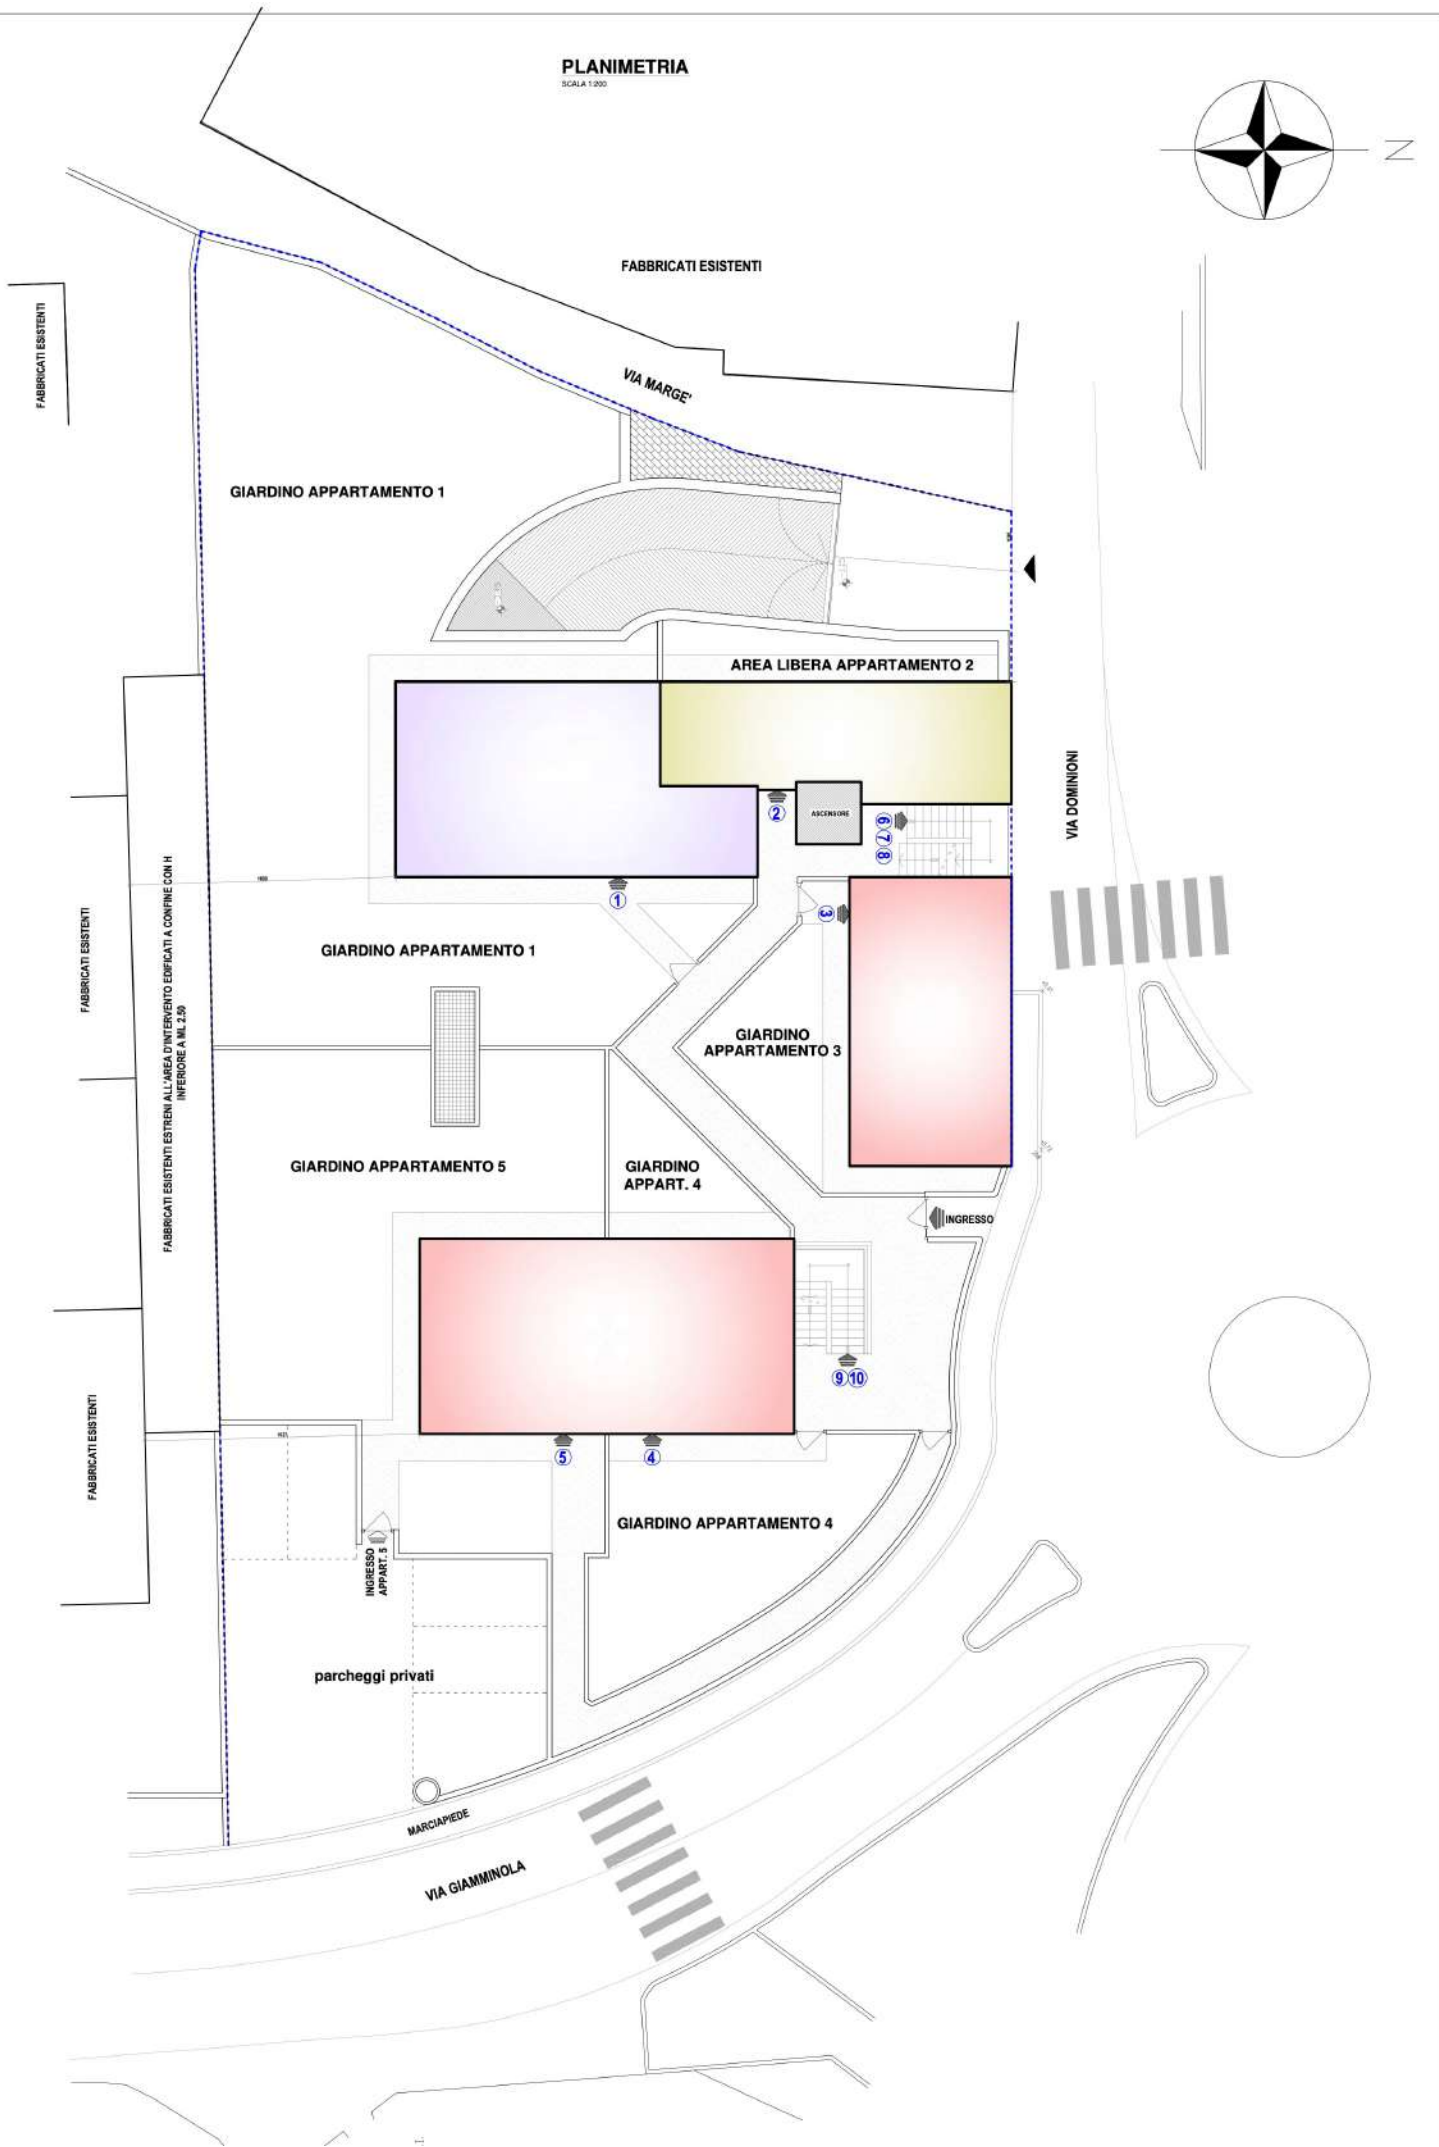 PLANIMETRIA
SCALA 1:200
N
FABBRICATI ESISTENTI
FABBRICATI ESISTENTI
VIA MARGE'
GIARDINO APPARTAMENTO 1
AREA LIBERA APPARTAMENTO 2
VIA DOMINIONI
2
ASCENSORE
6
7
8
1
3
FABBRICATI ESISTENTI
FABBRICATI ESISTENTI ESTRENI ALL'AREA D'INTERVENTO EDIFICATI A CONFINE CON H
INFERIORE A ML 2.50
GIARDINO APPARTAMENTO 1
GIARDINO
APPARTAMENTO 3
GIARDINO APPARTAMENTO 5
GIARDINO
APPART. 4
INGRESSO
9 10
FABBRICATI ESISTENTI
5
4
GIARDINO APPARTAMENTO 4
INGRESSO
APPART. 5
parcheggi privati
MARCIAPIEDE
VIA GIAMMINOLA